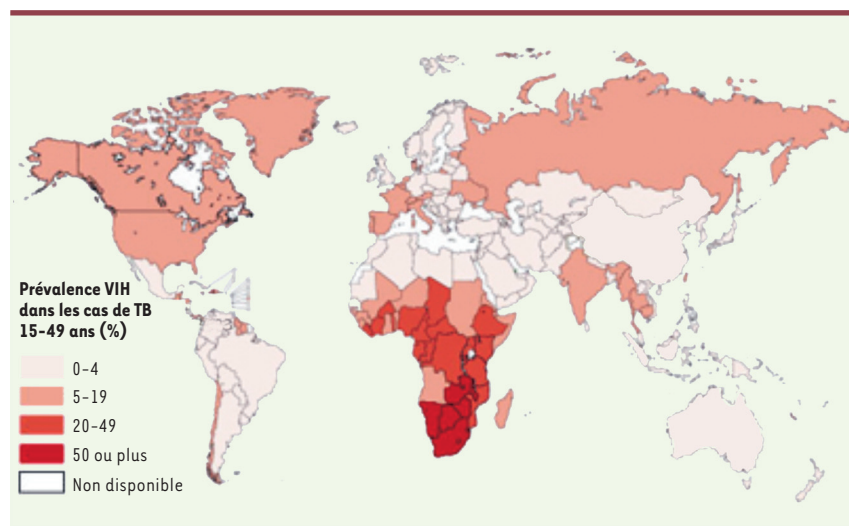 Prévalence VIH
dans les cas de TB
15-49 ans (%)
0-4
5-19
20-49
50 ou plus
Non disponible